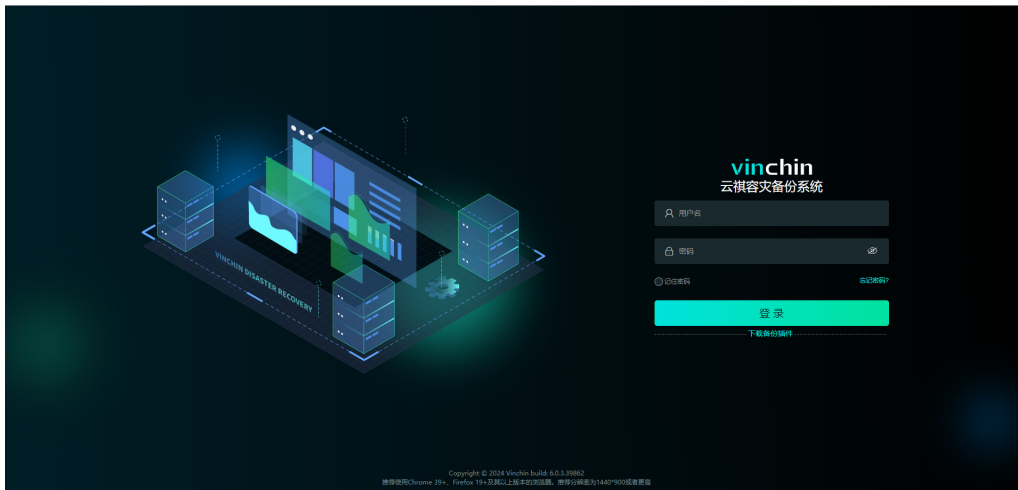 VINCHIN DISASTER RECOVERY
vinchin
云祺容灾备份系统
用户名
密码
记住密码
忘记密码?
登 录
下载备份插件
Copyright © 2024 Vinchin build: 6.0.3.39862
推荐使用Chrome 39+、Firefox 19+及其以上版本的浏览器。推荐分辨率为1440*900或者更高